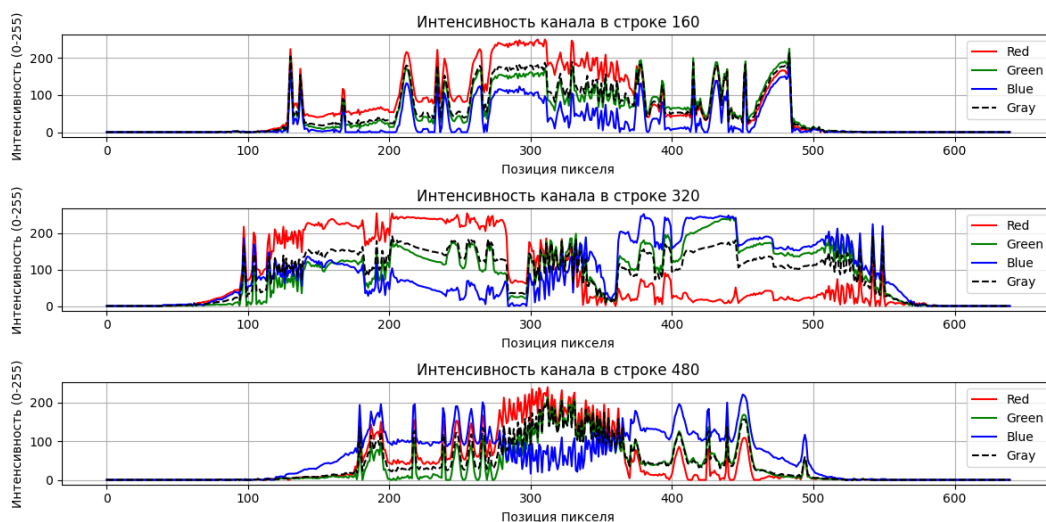 Интенсивность канала в строке 160
Интенсивность (0-255)
200
100
0
0 100 200 300 400 500 600
Позиция пикселя
Red
Green
Blue
Gray
Интенсивность канала в строке 320
Интенсивность (0-255)
200
100
0
0 100 200 300 400 500 600
Позиция пикселя
Red
Green
Blue
Gray
Интенсивность канала в строке 480
Интенсивность (0-255)
200
100
0
0 100 200 300 400 500 600
Позиция пикселя
Red
Green
Blue
Gray